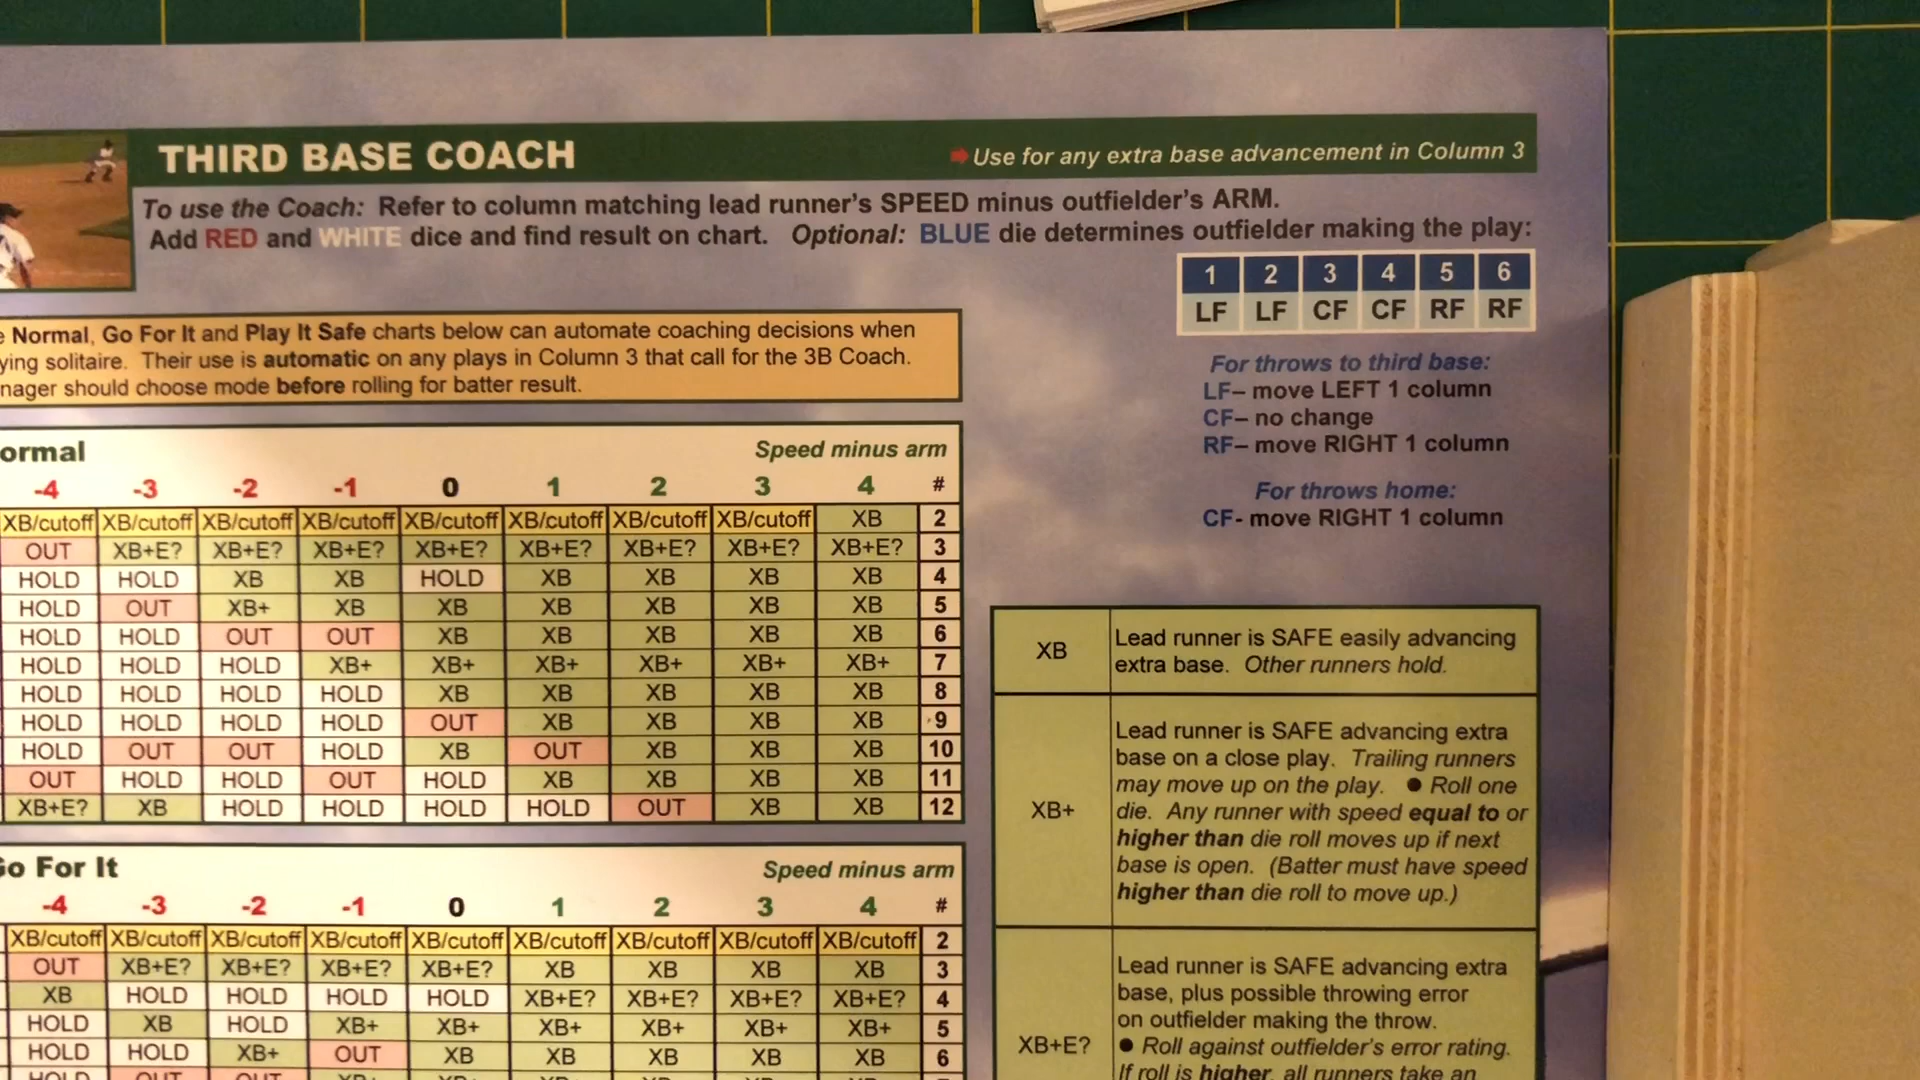 THIRD BASE COACH
Use for any extra base advancement in Column 3
To use the Coach: Refer to column matching lead runner's SPEED minus outfielder's ARM.
Add RED and WHITE dice and find result on chart. Optional: BLUE die determines outfielder making the play:
1 2 3 4 5 6
LF LF CF CF RF RF
For throws to third base:
LF– move LEFT 1 column
CF– no change
RF– move RIGHT 1 column
For throws home:
CF- move RIGHT 1 column
Normal, Go For It and Play It Safe charts below can automate coaching decisions when
ying solitaire. Their use is automatic on any plays in Column 3 that call for the 3B Coach.
nager should choose mode before rolling for batter result.
ormal Speed minus arm
-4 -3 -2 -1 0 1 2 3 4 #
XB/cutoff XB/cutoff XB/cutoff XB/cutoff XB/cutoff XB/cutoff XB/cutoff XB/cutoff XB 2
OUT XB+E? XB+E? XB+E? XB+E? XB+E? XB+E? XB+E? XB+E? 3
HOLD HOLD XB XB HOLD XB XB XB XB 4
HOLD OUT XB+ XB XB XB XB XB XB 5
HOLD HOLD OUT OUT XB XB XB XB XB 6
HOLD HOLD HOLD XB+ XB+ XB+ XB+ XB+ XB+ 7
HOLD HOLD HOLD HOLD XB XB XB XB XB 8
HOLD HOLD HOLD HOLD OUT XB XB XB XB 9
HOLD OUT OUT HOLD XB OUT XB XB XB 10
OUT HOLD HOLD OUT HOLD XB XB XB XB 11
XB+E? XB HOLD HOLD HOLD HOLD OUT XB XB 12
Go For It Speed minus arm
-4 -3 -2 -1 0 1 2 3 4 #
XB/cutoff XB/cutoff XB/cutoff XB/cutoff XB/cutoff XB/cutoff XB/cutoff XB/cutoff XB/cutoff 2
OUT XB+E? XB+E? XB+E? XB+E? XB XB XB XB 3
XB HOLD HOLD HOLD HOLD XB+E? XB+E? XB+E? XB+E? 4
HOLD XB HOLD XB+ XB+ XB+ XB+ XB+ XB+ 5
HOLD HOLD XB+ OUT XB XB XB XB XB 6
XB Lead runner is SAFE easily advancing
extra base. Other runners hold.
Lead runner is SAFE advancing extra
base on a close play. Trailing runners
may move up on the play. ● Roll one
XB+ die. Any runner with speed equal to or
higher than die roll moves up if next
base is open. (Batter must have speed
higher than die roll to move up.)
Lead runner is SAFE advancing extra
base, plus possible throwing error
on outfielder making the throw.
XB+E? ● Roll against outfielder's error rating.
If roll is higher, all runners take an